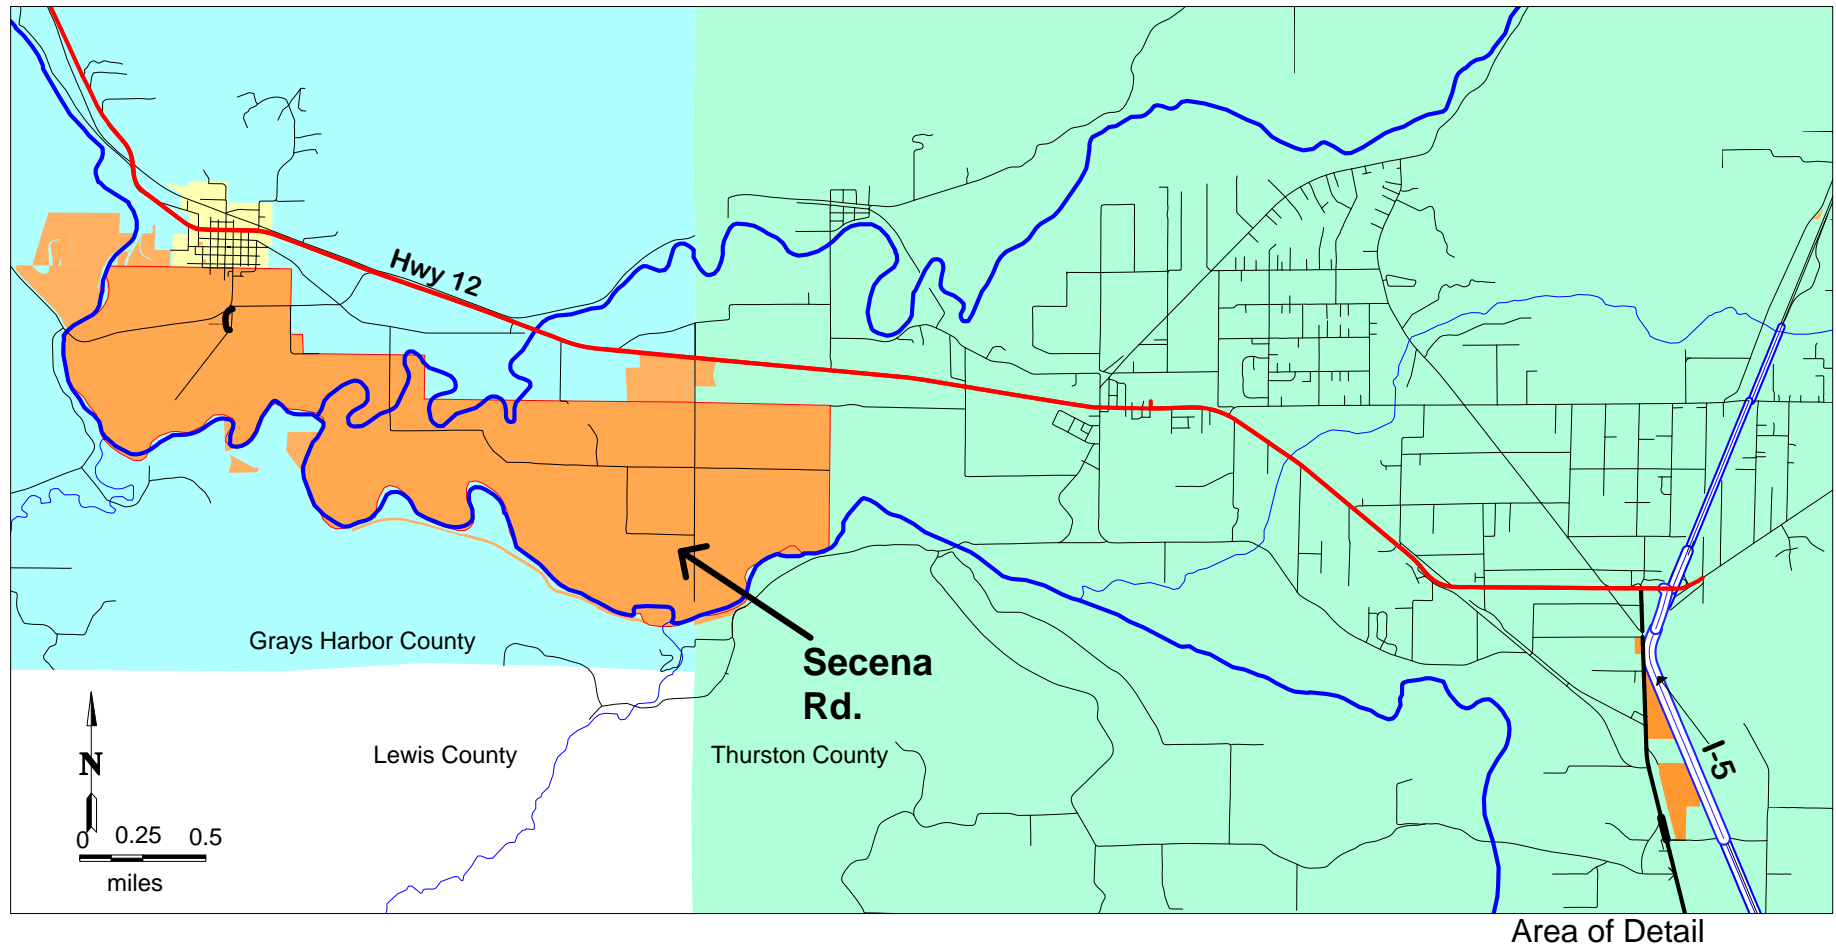 Hwy 12
Grays Harbor County
Secena
Rd.
Lewis County
Thurston County
I-5
N
0 0.25 0.5
miles
Area of Detail